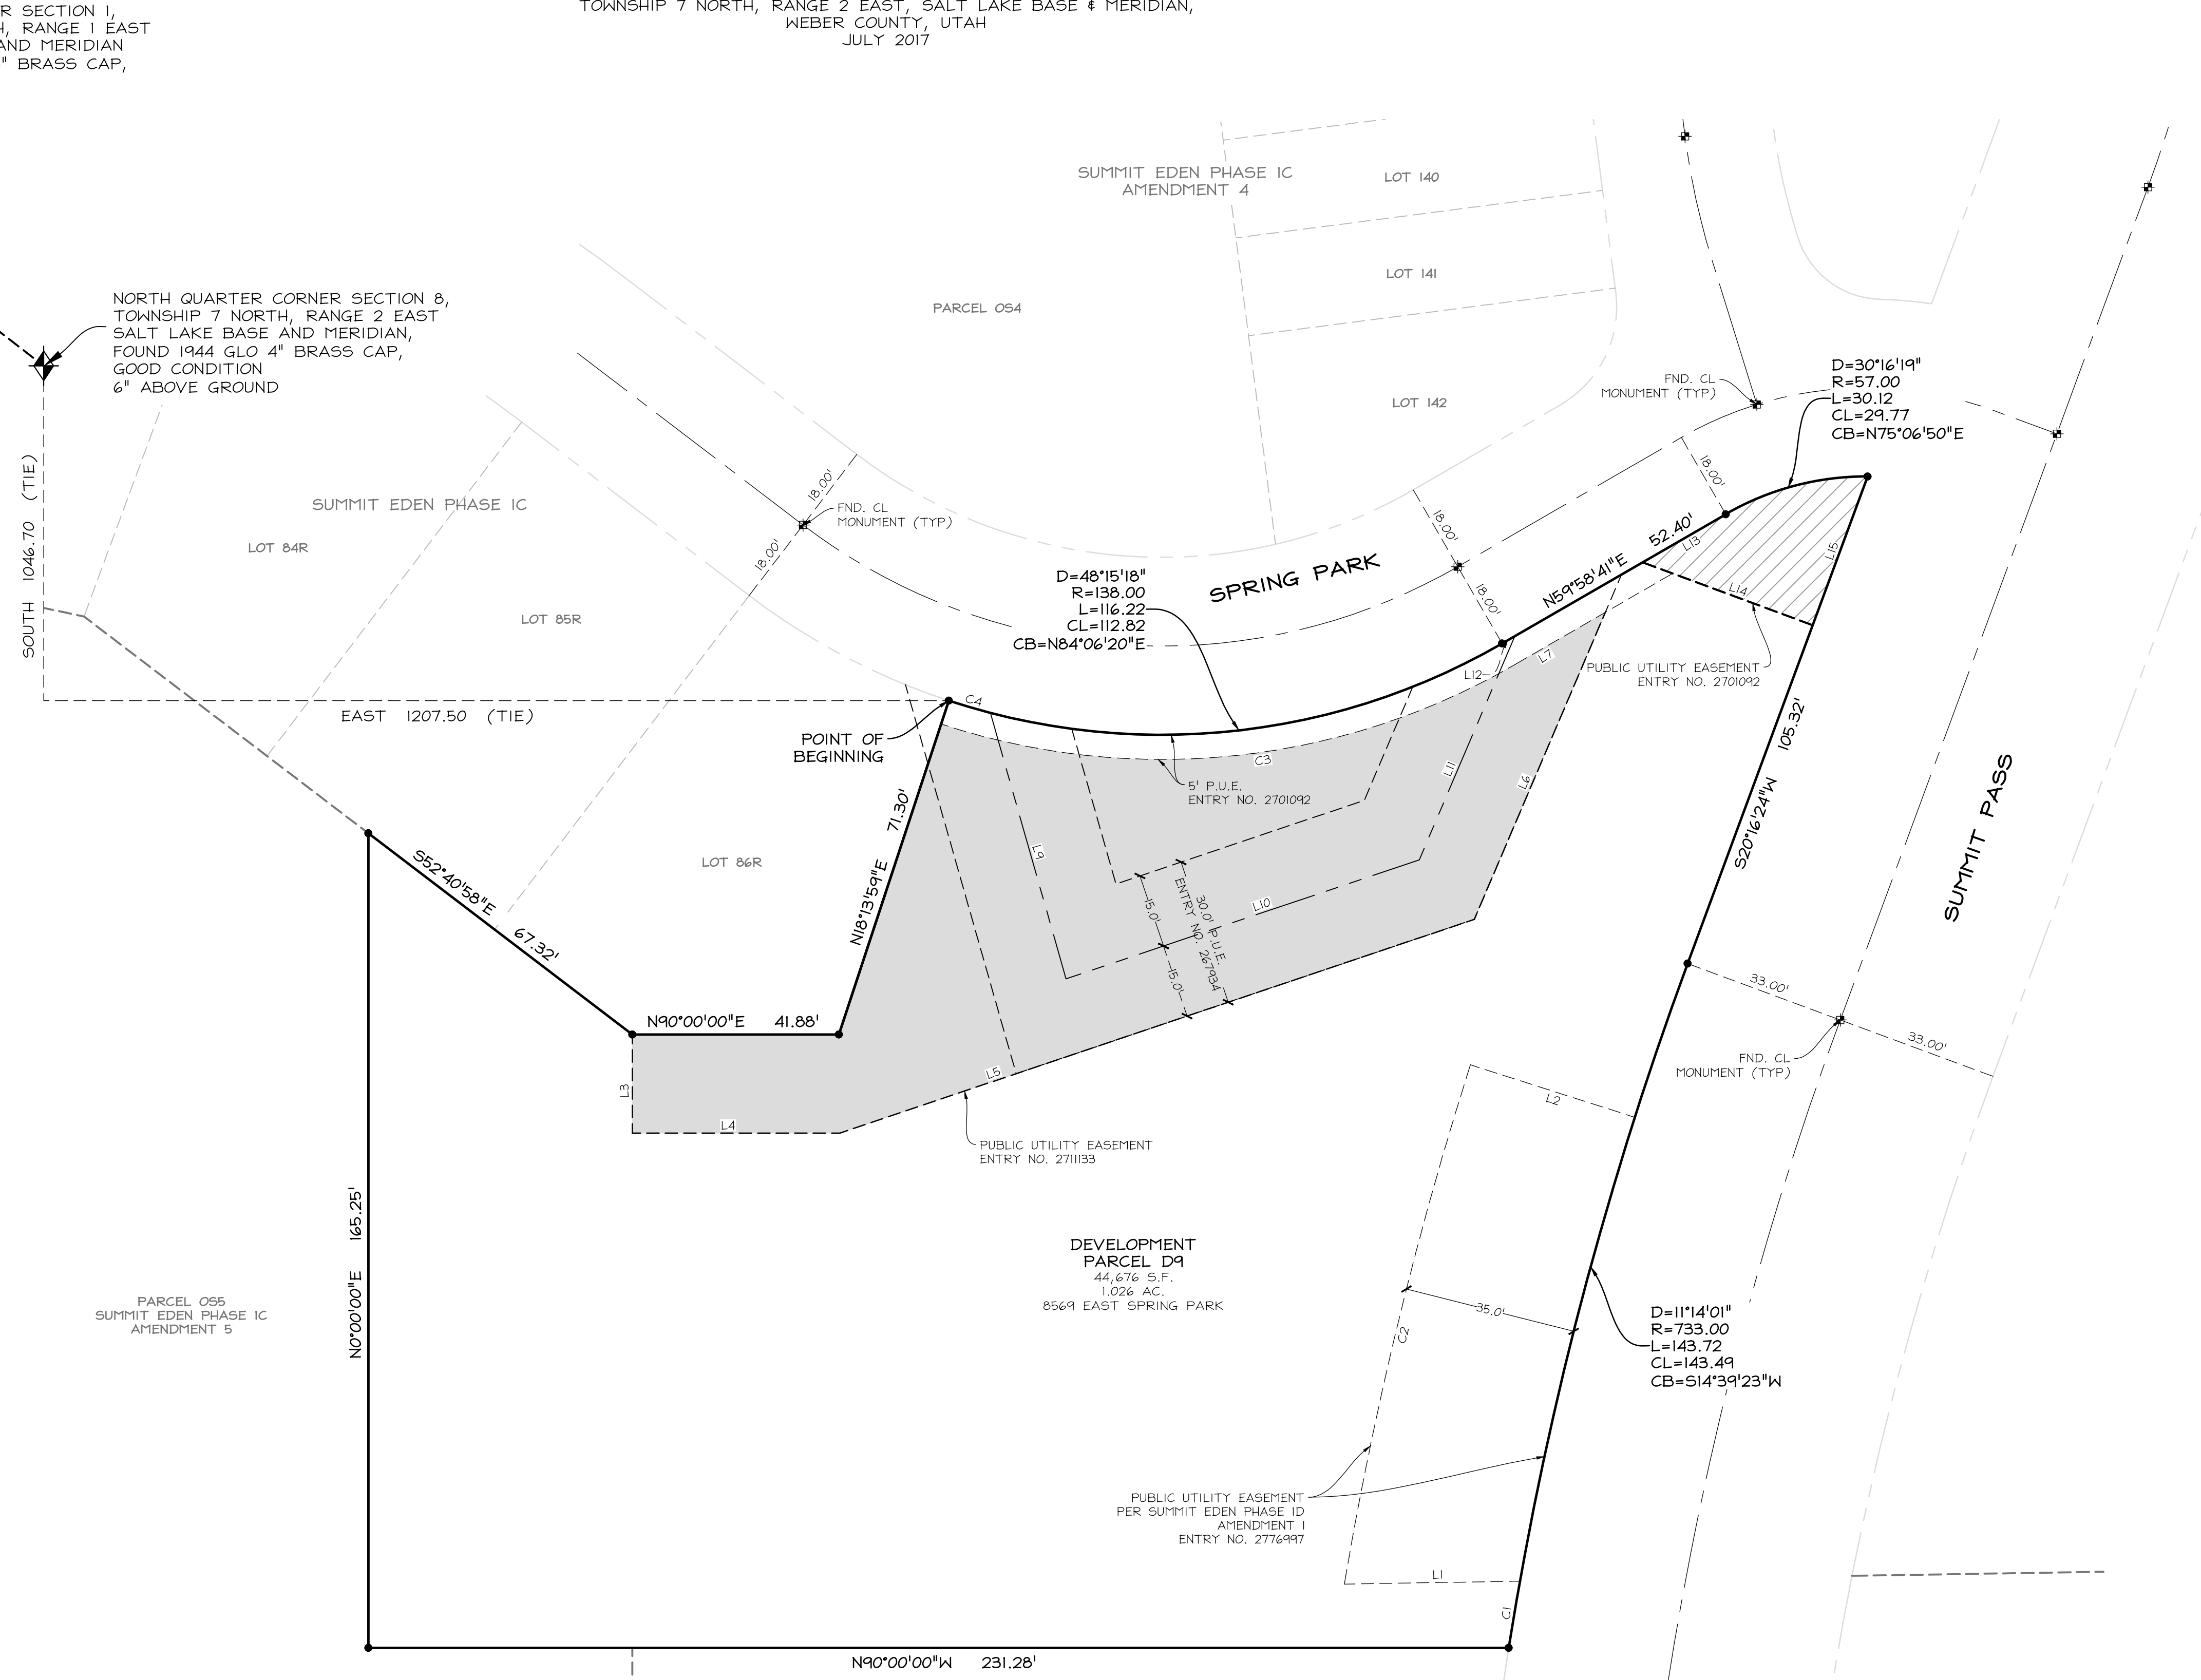 R SECTION 1,
H, RANGE 1 EAST
AND MERIDIAN
" BRASS CAP,
TOWNSHIP 7 NORTH, RANGE 2 EAST, SALT LAKE BASE & MERIDIAN,
WEBER COUNTY, UTAH
JULY 2017
SUMMIT EDEN PHASE 1C
AMENDMENT 4
LOT 140
LOT 141
LOT 142
PARCEL OS4
NORTH QUARTER CORNER SECTION 8,
TOWNSHIP 7 NORTH, RANGE 2 EAST
SALT LAKE BASE AND MERIDIAN,
FOUND 1944 GLO 4" BRASS CAP,
GOOD CONDITION
6" ABOVE GROUND
SOUTH 1046.70 (TIE)
SUMMIT EDEN PHASE 1C
LOT 84R
LOT 85R
LOT 86R
EAST 1207.50 (TIE)
18.00'
18.00'
FND. CL
MONUMENT (TYP)
FND. CL
MONUMENT (TYP)
D=30°16'19"
R=57.00
L=30.12
CL=29.77
CB=N75°06'50"E
D=48°15'18"
R=138.00
L=116.22
CL=112.82
CB=N84°06'20"E
SPRING PARK
18.00'
18.00'
18.00'
N59°58'41"E 52.40'
L13
L14
L15
L7
L12
PUBLIC UTILITY EASEMENT
ENTRY NO. 2701092
POINT OF
BEGINNING
C4
C3
5' P.U.E.
ENTRY NO. 2701092
L9
L10
L11
L6
15.0'
15.0'
30.0' P.U.E.
ENTRY NO. 267934
N18°13'59"E 71.30'
S52°40'58"E 67.32'
N90°00'00"E 41.88'
L3
L4
L5
PUBLIC UTILITY EASEMENT
ENTRY NO. 2711133
S20°16'24"W 105.32'
SUMMIT PASS
33.00'
33.00'
FND. CL
MONUMENT (TYP)
L2
N0°00'00"E 165.25'
DEVELOPMENT
PARCEL D9
44,676 S.F.
1.026 AC.
8569 EAST SPRING PARK
PARCEL OS5
SUMMIT EDEN PHASE 1C
AMENDMENT 5
35.0'
C2
D=11°14'01"
R=733.00
L=143.72
CL=143.49
CB=S14°39'23"W
PUBLIC UTILITY EASEMENT
PER SUMMIT EDEN PHASE 1D
AMENDMENT 1
ENTRY NO. 2776997
L1
C1
N90°00'00"W 231.28'